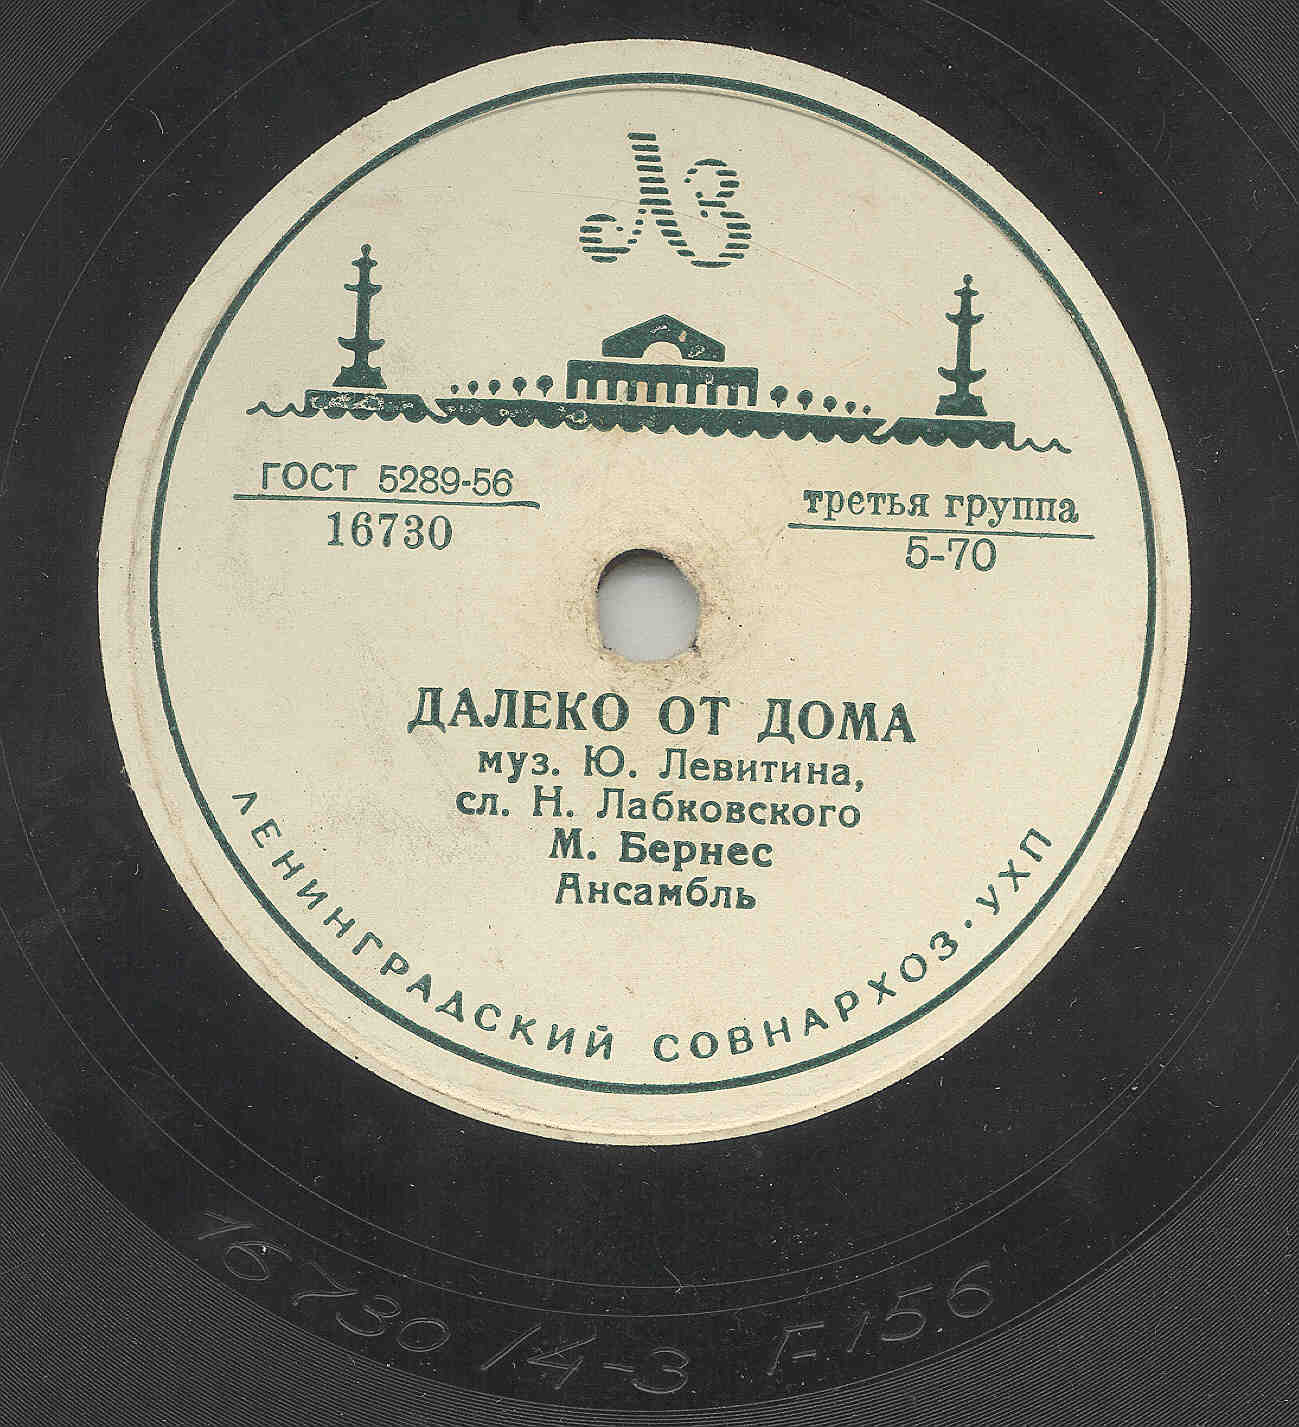 ЛЗ
ГОСТ 5289-56
16730
третья группа
5-70
ДАЛЕКО ОТ ДОМА
муз. Ю. Левитина,
сл. Н. Лабковского
М. Бернес
Ансамбль
ЛЕНИНГРАДСКИЙ СОВНАРХОЗ·УХП
16730 /4-3 F-156